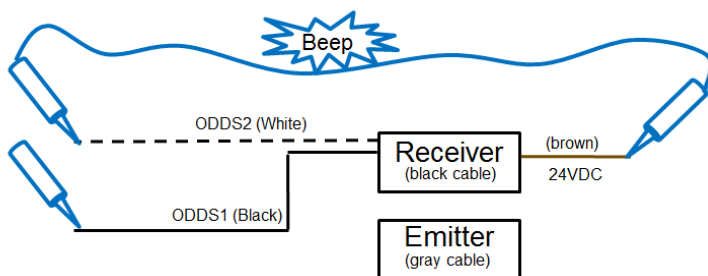 Beep
ODDS2 (White)
Receiver
(black cable)
(brown)
24VDC
ODDS1 (Black)
Emitter
(gray cable)